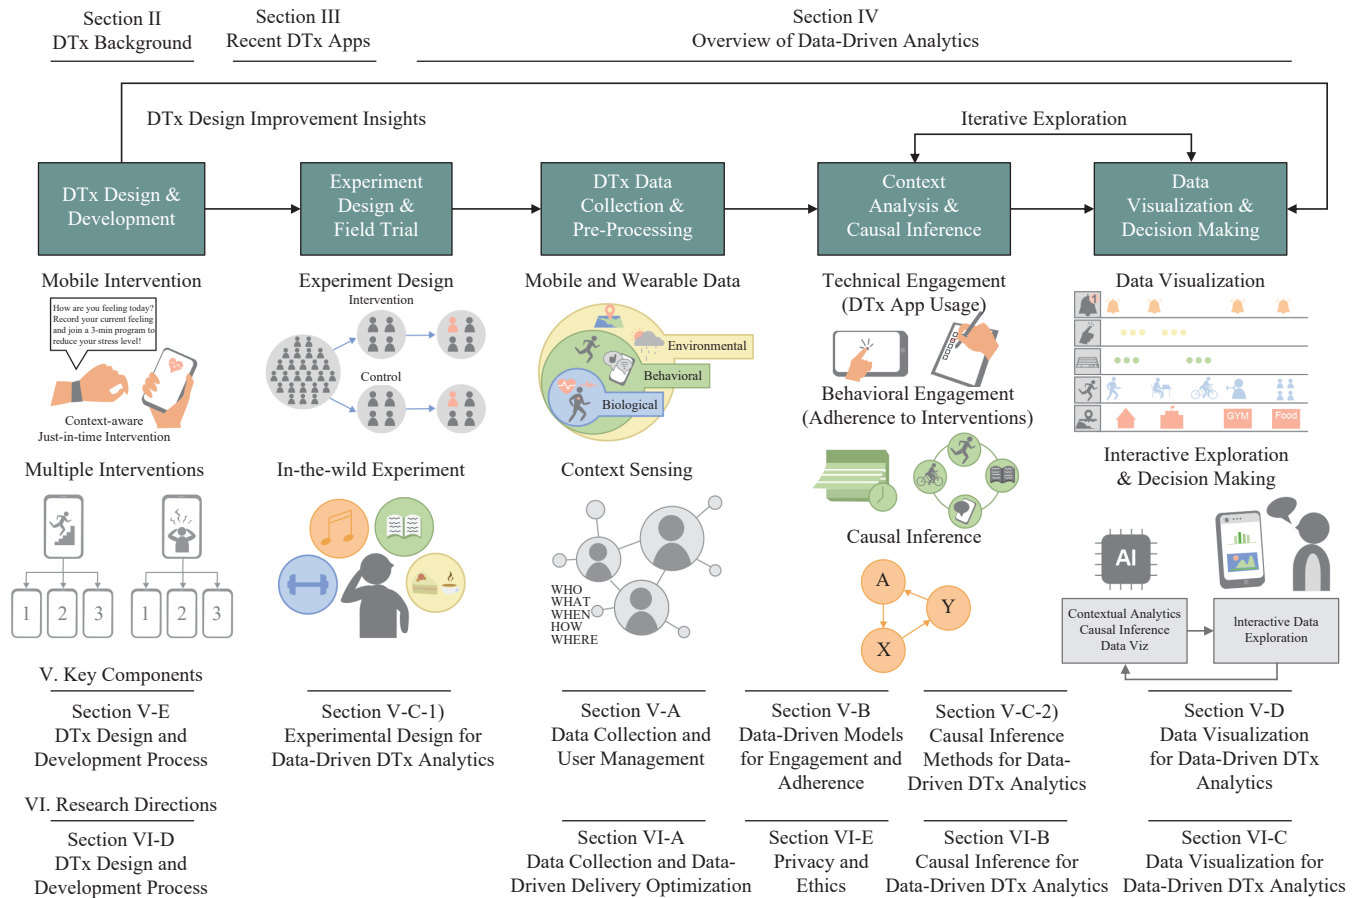 Section II
DTx Background
Section III
Recent DTx Apps
Section IV
Overview of Data-Driven Analytics
DTx Design Improvement Insights
Iterative Exploration
DTx Design &
Development
Experiment
Design &
Field Trial
DTx Data
Collection &
Pre-Processing
Context
Analysis &
Causal Inference
Data
Visualization &
Decision Making
Mobile Intervention
How are you feeling today?
Record your current feeling
and join a 3-min program to
reduce your stress level!
Context-aware
Just-in-time Intervention
Multiple Interventions
1 2 3
1 2 3
Experiment Design
Intervention
Control
In-the-wild Experiment
Mobile and Wearable Data
Environmental
Behavioral
Biological
Context Sensing
WHO
WHAT
WHEN
HOW
WHERE
Technical Engagement
(DTx App Usage)
Behavioral Engagement
(Adherence to Interventions)
Causal Inference
A
Y
X
Data Visualization
1
GYM
Food
Interactive Exploration
& Decision Making
AI
Contextual Analytics
Causal Inference
Data Viz
Interactive Data
Exploration
V. Key Components
Section V-E
DTx Design and
Development Process
Section V-C-1)
Experimental Design for
Data-Driven DTx Analytics
Section V-A
Data Collection and
User Management
Section V-B
Data-Driven Models
for Engagement and
Adherence
Section V-C-2)
Causal Inference
Methods for Data-
Driven DTx Analytics
Section V-D
Data Visualization
for Data-Driven DTx
Analytics
VI. Research Directions
Section VI-D
DTx Design and
Development Process
Section VI-A
Data Collection and Data-
Driven Delivery Optimization
Section VI-E
Privacy and
Ethics
Section VI-B
Causal Inference for
Data-Driven DTx Analytics
Section VI-C
Data Visualization for
Data-Driven DTx Analytics